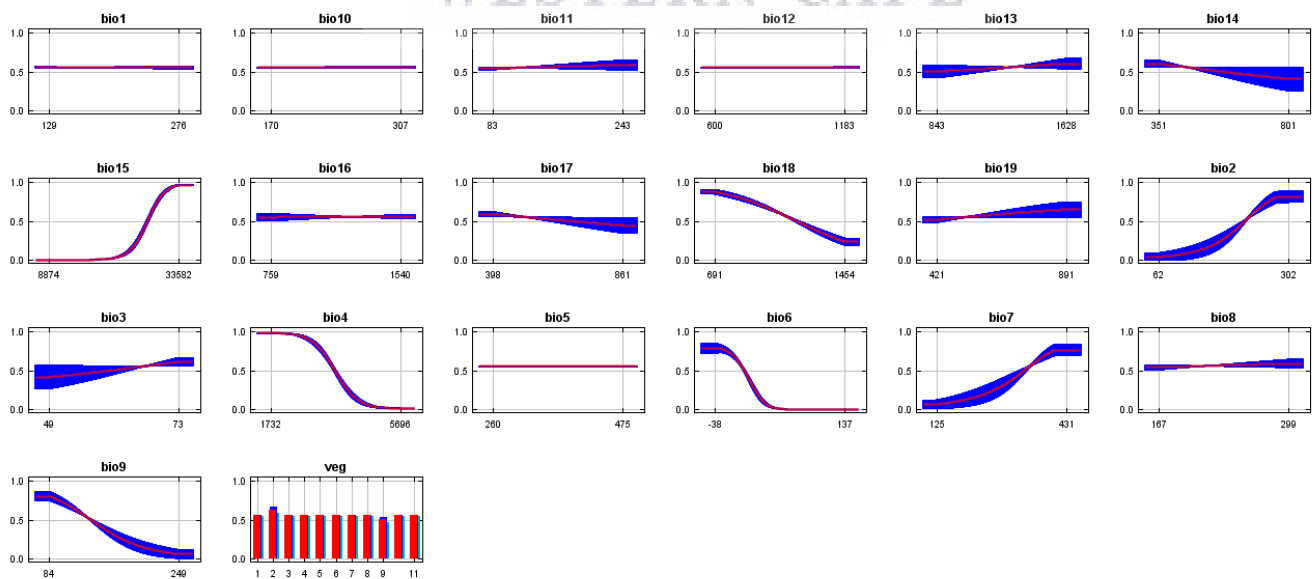 WESTERN CAPE
bio1 bio10 bio11 bio12 bio13 bio14
1.0 1.0 1.0 1.0 1.0 1.0
0.5 0.5 0.5 0.5 0.5 0.5
0.0 0.0 0.0 0.0 0.0 0.0
129 276 170 307 83 243 600 1183 843 1628 351 801
bio15 bio16 bio17 bio18 bio19 bio2
1.0 1.0 1.0 1.0 1.0 1.0
0.5 0.5 0.5 0.5 0.5 0.5
0.0 0.0 0.0 0.0 0.0 0.0
8874 33582 759 1540 398 861 691 1454 421 891 62 302
bio3 bio4 bio5 bio6 bio7 bio8
1.0 1.0 1.0 1.0 1.0 1.0
0.5 0.5 0.5 0.5 0.5 0.5
0.0 0.0 0.0 0.0 0.0 0.0
49 73 1732 5696 260 475 -38 137 125 431 167 299
bio9 veg
1.0 1.0
0.5 0.5
0.0 0.0
84 249 1 2 3 4 5 6 7 8 9 11